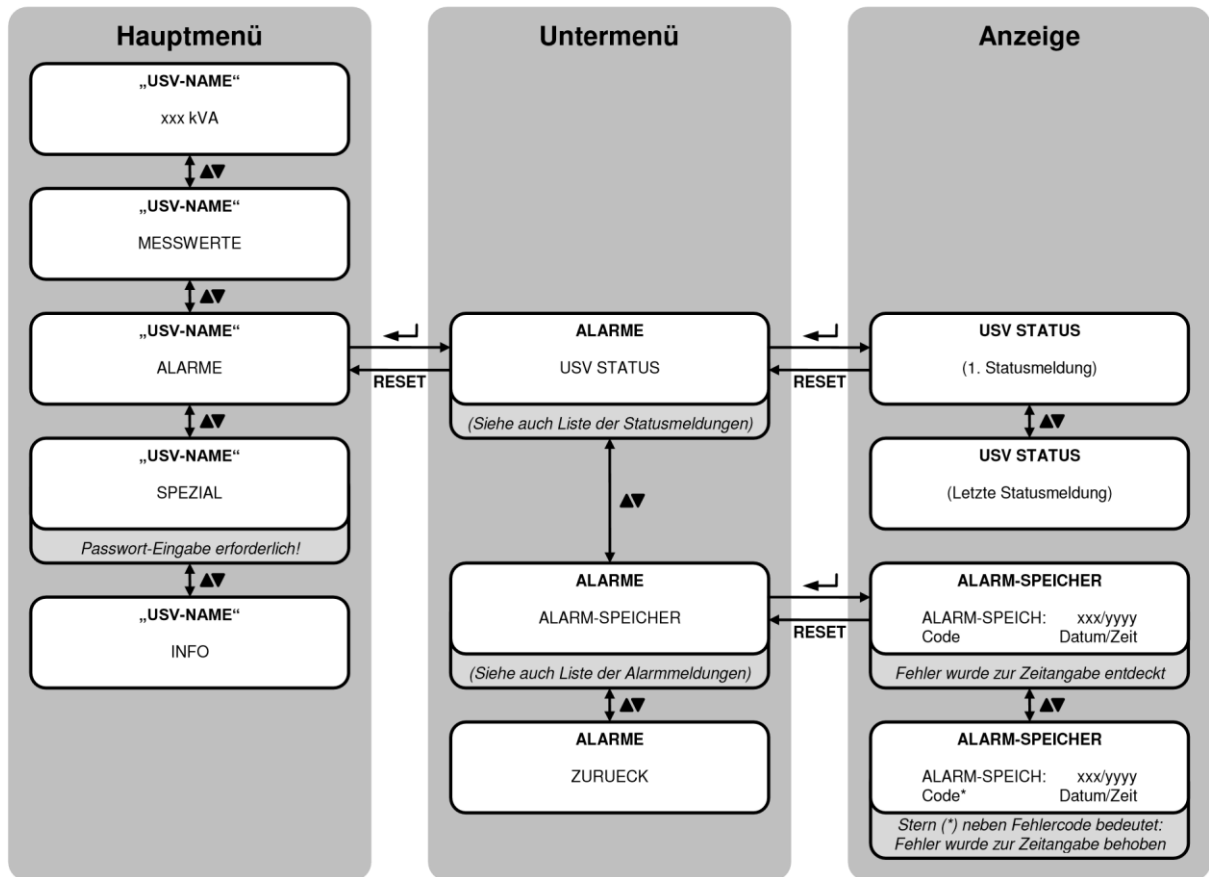 Hauptmenü
„USV-NAME“
xxx kVA
▲▼
„USV-NAME“
MESSWERTE
▲▼
„USV-NAME“
ALARME
▲▼
„USV-NAME“
SPEZIAL
Passwort-Eingabe erforderlich!
▲▼
„USV-NAME“
INFO
RESET
Untermenü
ALARME
USV STATUS
(Siehe auch Liste der Statusmeldungen)
▲▼
ALARME
ALARM-SPEICHER
(Siehe auch Liste der Alarmmeldungen)
▲▼
ALARME
ZURUECK
RESET
RESET
Anzeige
USV STATUS
(1. Statusmeldung)
▲▼
USV STATUS
(Letzte Statusmeldung)
ALARM-SPEICHER
ALARM-SPEICH: xxx/yyyy
Code Datum/Zeit
Fehler wurde zur Zeitangabe entdeckt
▲▼
ALARM-SPEICHER
ALARM-SPEICH: xxx/yyyy
Code* Datum/Zeit
Stern (*) neben Fehlercode bedeutet:
Fehler wurde zur Zeitangabe behoben